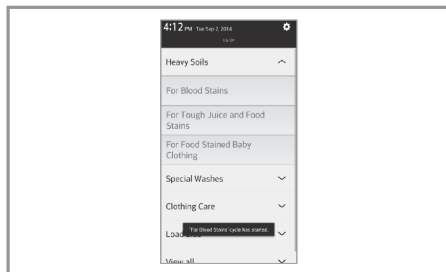 4:12 PM Tue Sep 2, 2014
Heavy Soils
For Blood Stains
For Tough Juice and Food
Stains
For Food Stained Baby
Clothing
Special Washes
Clothing Care
'For Blood Stains' cycle has started.
View all